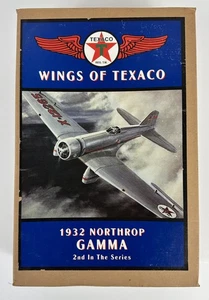 TEXACO
WINGS OF TEXACO
1932 NORTHROP
GAMMA
2nd In The Series